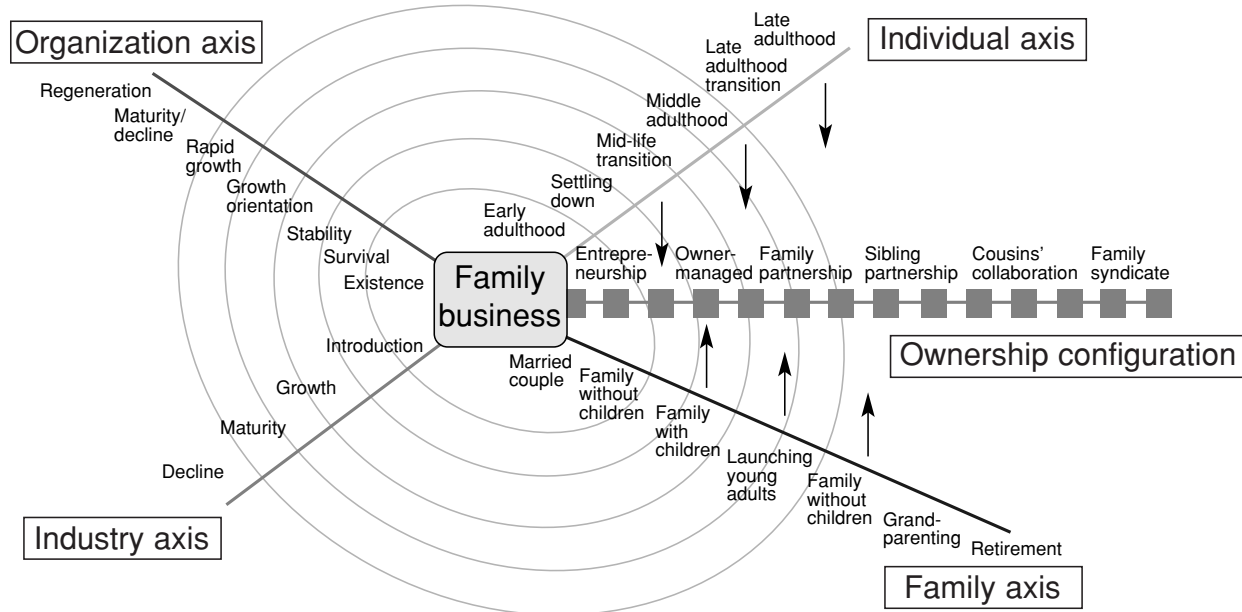 Organization axis
Regeneration
Maturity/
decline
Rapid
growth
Growth
orientation
Stability
Survival
Existence
Individual axis
Late
adulthood
Late
adulthood
transition
Middle
adulthood
Mid-life
transition
Settling
down
Early
adulthood
Family
business
Entrepre-
neurship
Owner-
managed
Family
partnership
Sibling
partnership
Cousins'
collaboration
Family
syndicate
Ownership configuration
Introduction
Growth
Maturity
Decline
Industry axis
Married
couple
Family
without
children
Family
with
children
Launching
young
adults
Family
without
children
Grand-
parenting
Retirement
Family axis